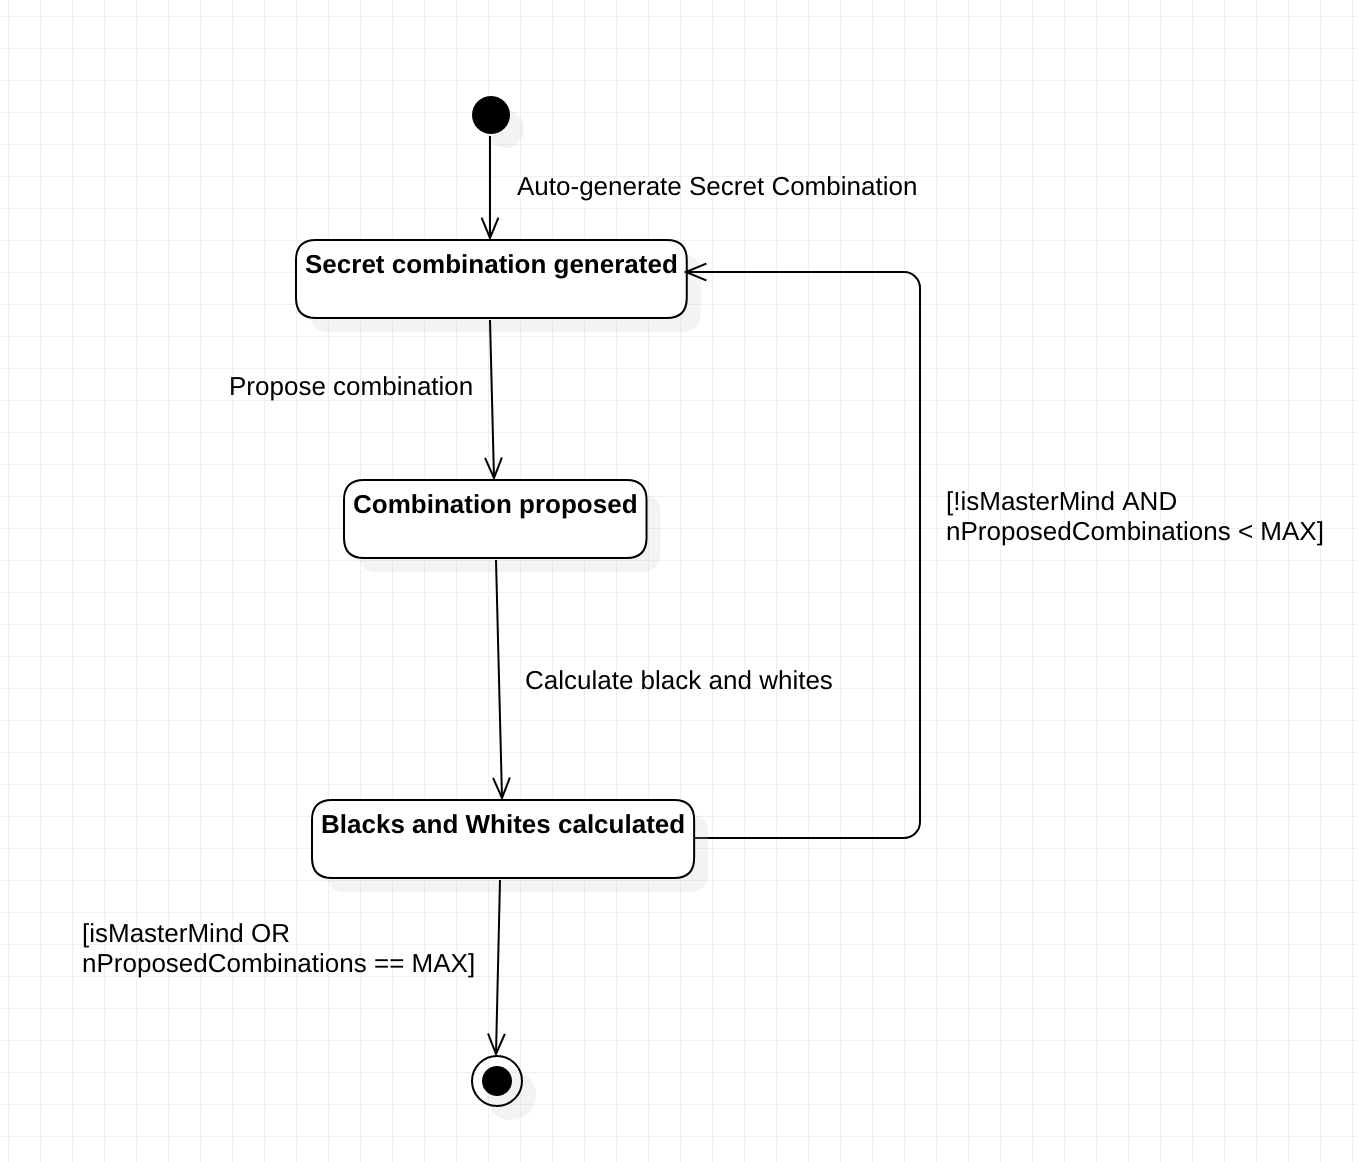 Auto-generate Secret Combination
Secret combination generated
Propose combination
Combination proposed
[!isMasterMind AND
nProposedCombinations < MAX]
Calculate black and whites
Blacks and Whites calculated
[isMasterMind OR
nProposedCombinations == MAX]